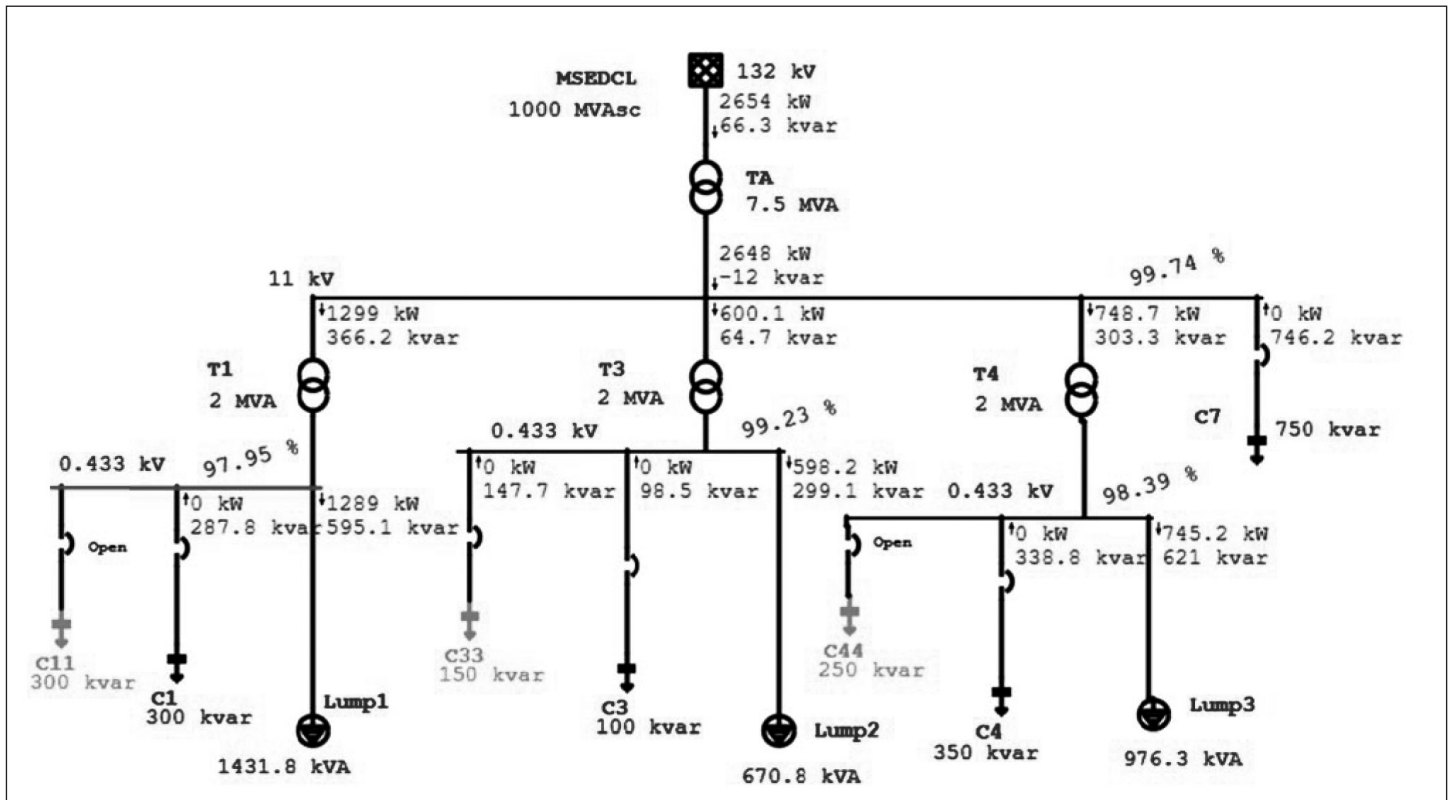 MSEDCL
1000 MVAsc
132 kV
2654 kW
66.3 kvar
TA
7.5 MVA
2648 kW
-12 kvar
11 kV
99.74 %
1299 kW
366.2 kvar
600.1 kW
64.7 kvar
748.7 kW
303.3 kvar
0 kW
746.2 kvar
T1
2 MVA
T3
2 MVA
T4
2 MVA
C7
750 kvar
0.433 kV
97.95 %
0.433 kV
99.23 %
0.433 kV
98.39 %
0 kW
287.8 kvar
1289 kW
595.1 kvar
0 kW
147.7 kvar
0 kW
98.5 kvar
598.2 kW
299.1 kvar
0 kW
338.8 kvar
745.2 kW
621 kvar
Open
Open
C11
300 kvar
C1
300 kvar
Lump1
1431.8 kVA
C33
150 kvar
C3
100 kvar
Lump2
670.8 kVA
C44
250 kvar
C4
350 kvar
Lump3
976.3 kVA